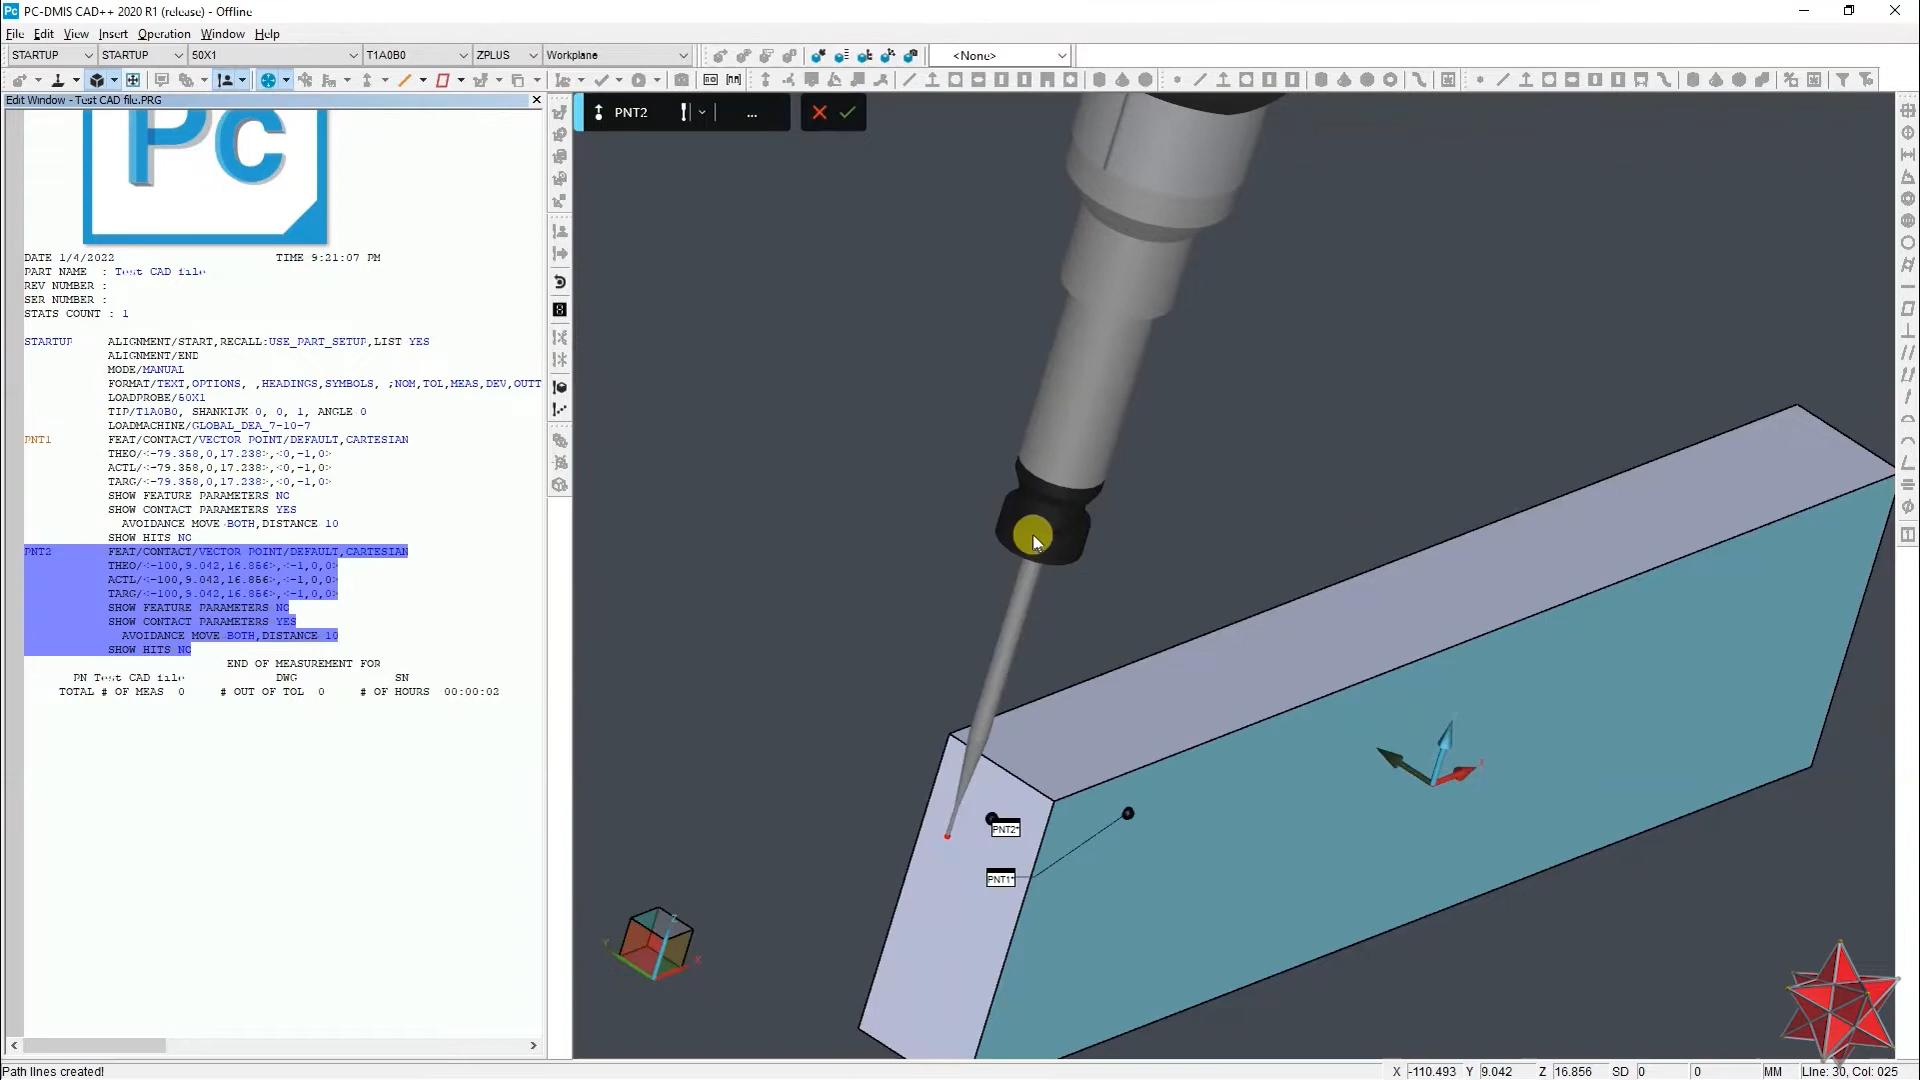 PC-DMIS CAD++ 2020 R1 (release) - Offline
File Edit View Insert Operation Window Help
STARTUP STARTUP 50X1 T1A0B0 ZPLUS Workplane <None>
Edit Window - Test CAD file.PRG
PNT2 ...
Pc
DATE 1/4/2022 TIME 9:21:07 PM
PART NAME : Test CAD file
REV NUMBER :
SER NUMBER :
STATS COUNT : 1
STARTUP ALIGNMENT/START,RECALL:USE_PART_SETUP,LIST YES
ALIGNMENT/END
MODE/MANUAL
FORMAT/TEXT,OPTIONS, ,HEADINGS,SYMBOLS, ;NOM,TOL,MEAS,DEV,OUTT
LOADPROBE/50X1
TIP/T1A0B0, SHANKIJK 0, 0, 1, ANGLE 0
LOADMACHINE/GLOBAL_DEA_7-10-7
PNT1 FEAT/CONTACT/VECTOR POINT/DEFAULT,CARTESIAN
THEO/<-79.358,0,17.238>,<0,-1,0>
ACTL/<-79.358,0,17.238>,<0,-1,0>
TARG/<-79.358,0,17.238>,<0,-1,0>
SHOW FEATURE PARAMETERS NO
SHOW CONTACT PARAMETERS YES
AVOIDANCE MOVE BOTH,DISTANCE 10
SHOW HITS NO
PNT2 FEAT/CONTACT/VECTOR POINT/DEFAULT,CARTESIAN
THEO/<-100,9.042,16.856>,<-1,0,0>
ACTL/<-100,9.042,16.856>,<-1,0,0>
TARG/<-100,9.042,16.856>,<-1,0,0>
SHOW FEATURE PARAMETERS NO
SHOW CONTACT PARAMETERS YES
AVOIDANCE MOVE BOTH,DISTANCE 10
SHOW HITS NO
END OF MEASUREMENT FOR
PN Test CAD file DWG SN
TOTAL # OF MEAS 0 # OUT OF TOL 0 # OF HOURS 00:00:02
PNT2*
PNT1*
X
Z
Y
X
Path lines created!
X -110.493 Y 9.042 Z 16.856 SD 0 0 MM Line: 30, Col: 025